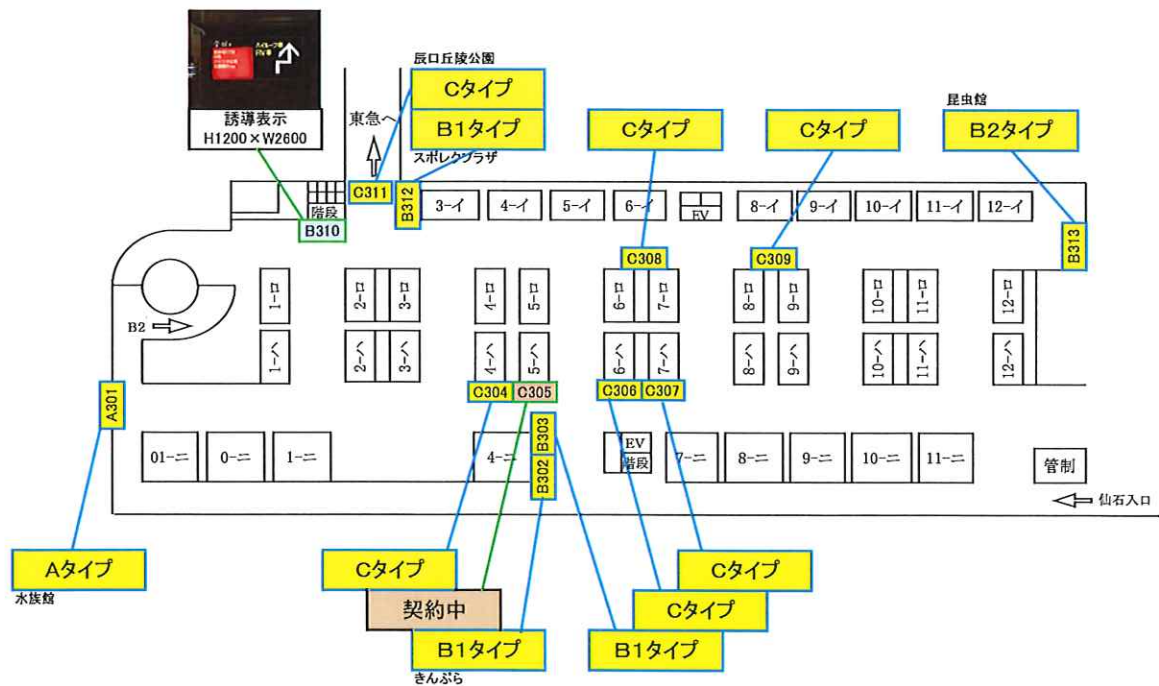 誘導表示
H1200×W2600
東急へ
辰口丘陵公園
Cタイプ
B1タイプ
スポレクプラザ
Cタイプ
Cタイプ
昆虫館
B2タイプ
C311
B312
階段
B310
3-イ
4-イ
5-イ
6-イ
EV
8-イ
9-イ
10-イ
11-イ
12-イ
B313
C308
C309
1-ロ
2-ロ
3-ロ
4-ロ
5-ロ
6-ロ
7-ロ
8-ロ
9-ロ
10-ロ
11-ロ
12-ロ
B2
1-ハ
2-ハ
3-ハ
4-ハ
5-ハ
6-ハ
7-ハ
8-ハ
9-ハ
10-ハ
11-ハ
12-ハ
A301
C304
C305
C306
C307
B303
B302
01-ニ
0-ニ
1-ニ
4-ニ
EV
階段
7-ニ
8-ニ
9-ニ
10-ニ
11-ニ
管制
仙石入口
Aタイプ
水族館
Cタイプ
契約中
B1タイプ
きんぷら
Cタイプ
Cタイプ
B1タイプ